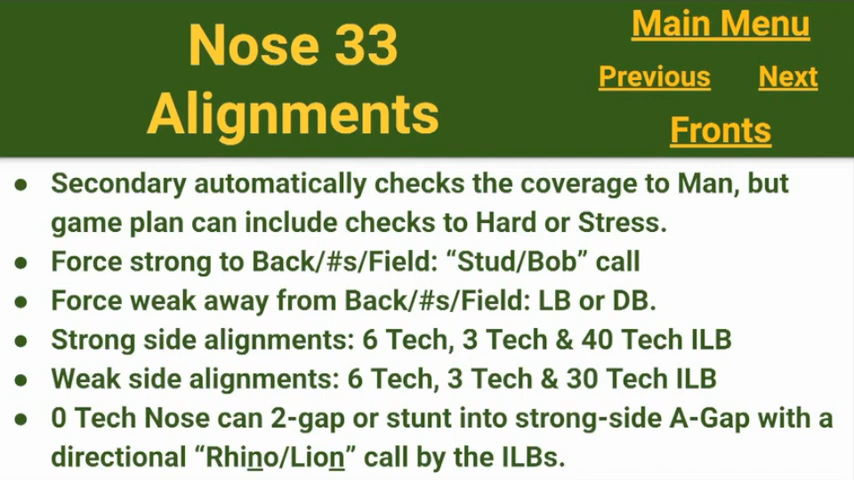 Nose 33
Alignments
Main Menu
Previous Next
Fronts
● Secondary automatically checks the coverage to Man, but
game plan can include checks to Hard or Stress.
● Force strong to Back/#s/Field: “Stud/Bob” call
● Force weak away from Back/#s/Field: LB or DB.
● Strong side alignments: 6 Tech, 3 Tech & 40 Tech ILB
● Weak side alignments: 6 Tech, 3 Tech & 30 Tech ILB
● 0 Tech Nose can 2-gap or stunt into strong-side A-Gap with a
directional “Rhino/Lion” call by the ILBs.